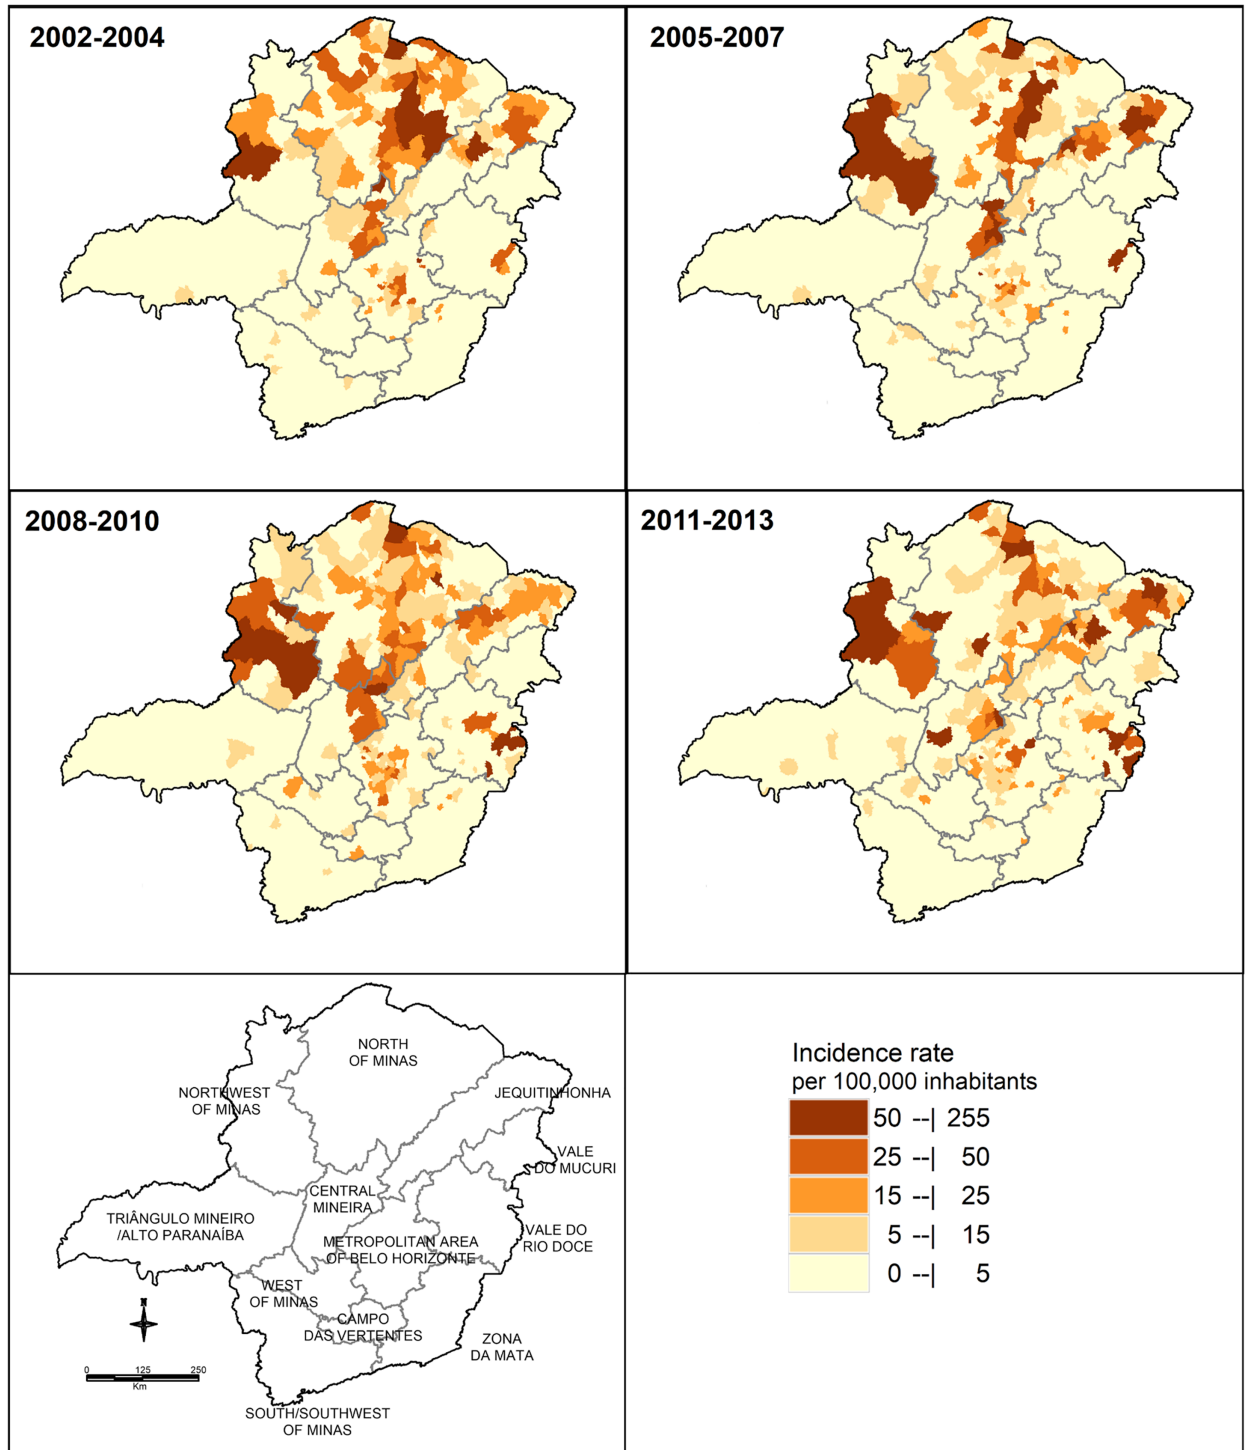 2002-2004
2005-2007
2008-2010
2011-2013
NORTH
OF MINAS
NORTHWEST
OF MINAS
JEQUITINHONHA
VALE
DO MUCURI
CENTRAL
MINEIRA
TRIÂNGULO MINEIRO
/ALTO PARANAÍBA
METROPOLITAN AREA
OF BELO HORIZONTE
VALE DO
RIO DOCE
WEST
OF MINAS
CAMPO
DAS VERTENTES
ZONA
DA MATA
SOUTH/SOUTHWEST
OF MINAS
N
0 125 250
Km
Incidence rate
per 100,000 inhabitants
50 --| 255
25 --| 50
15 --| 25
5 --| 15
0 --| 5